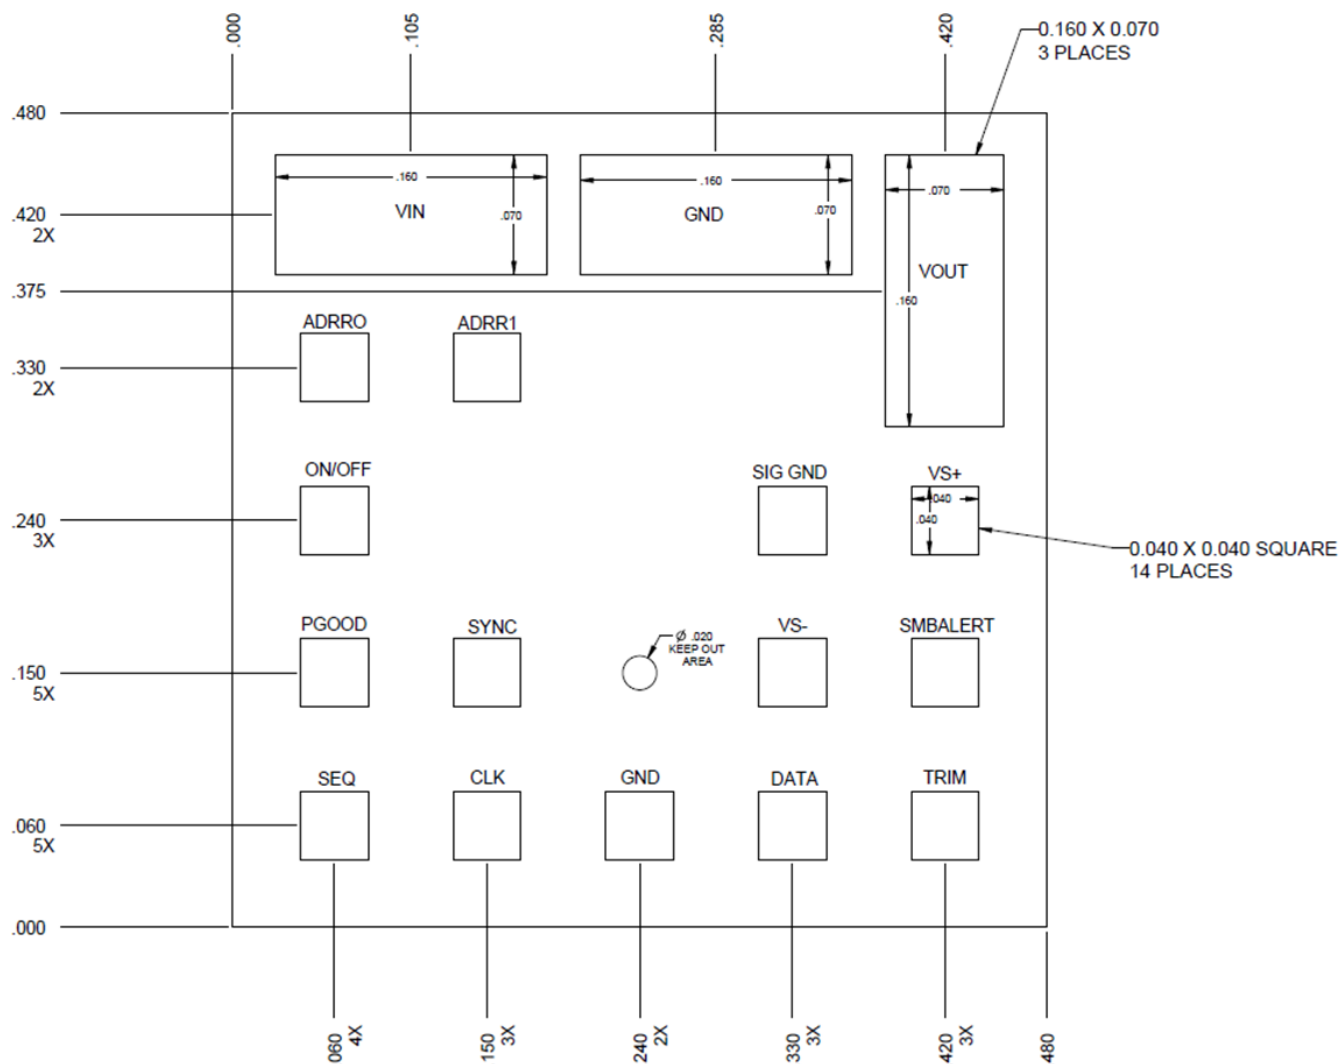 .000
.105
.285
.420
0.160 X 0.070
3 PLACES
.480
.160
.070
VIN
.160
.070
GND
.070
.160
VOUT
.420
2X
.375
ADRRO
ADRR1
.330
2X
ON/OFF
SIG GND
VS+
.040
.040
.240
3X
0.040 X 0.040 SQUARE
14 PLACES
PGOOD
SYNC
Ø .020
KEEP OUT
AREA
VS-
SMBALERT
.150
5X
SEQ
CLK
GND
DATA
TRIM
.060
5X
.000
060
4X
150
3X
240
2X
330
3X
420
3X
480